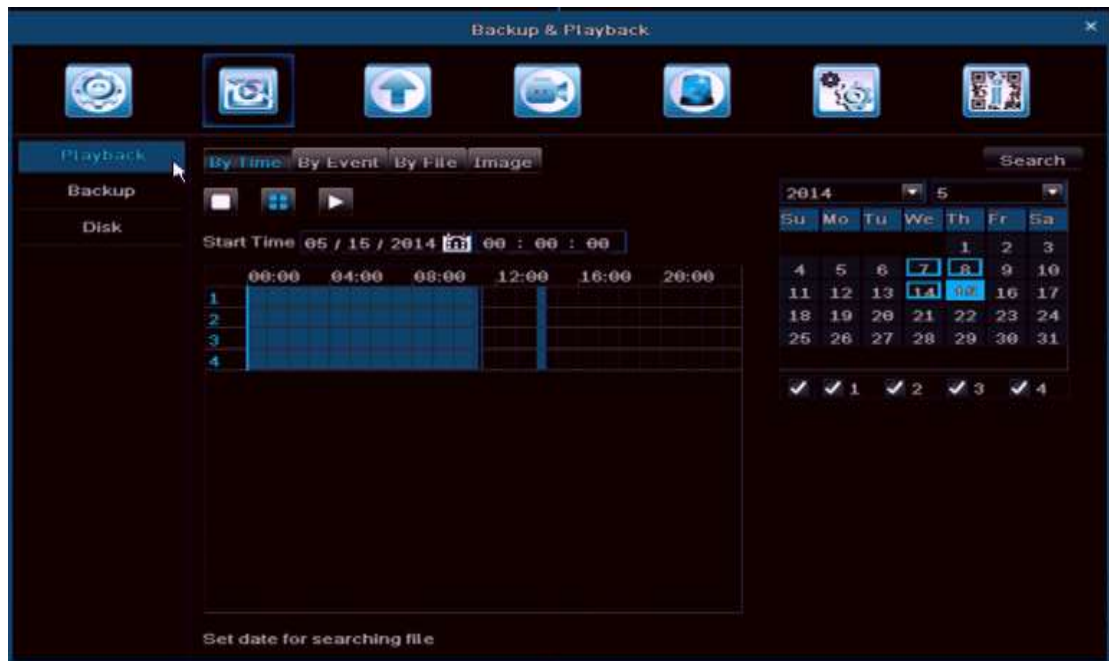 Backup & Playback
Playback
Backup
Disk
By Time By Event By File Image
Start Time 05 / 15 / 2014 00 : 00 : 00
00:00 04:00 08:00 12:00 16:00 20:00
1
2
3
4
Set date for searching file
Search
2014 5
Su Mo Tu We Th Fr Sa
1 2 3
4 5 6 7 8 9 10
11 12 13 14 15 16 17
18 19 20 21 22 23 24
25 26 27 28 29 30 31
1 2 3 4